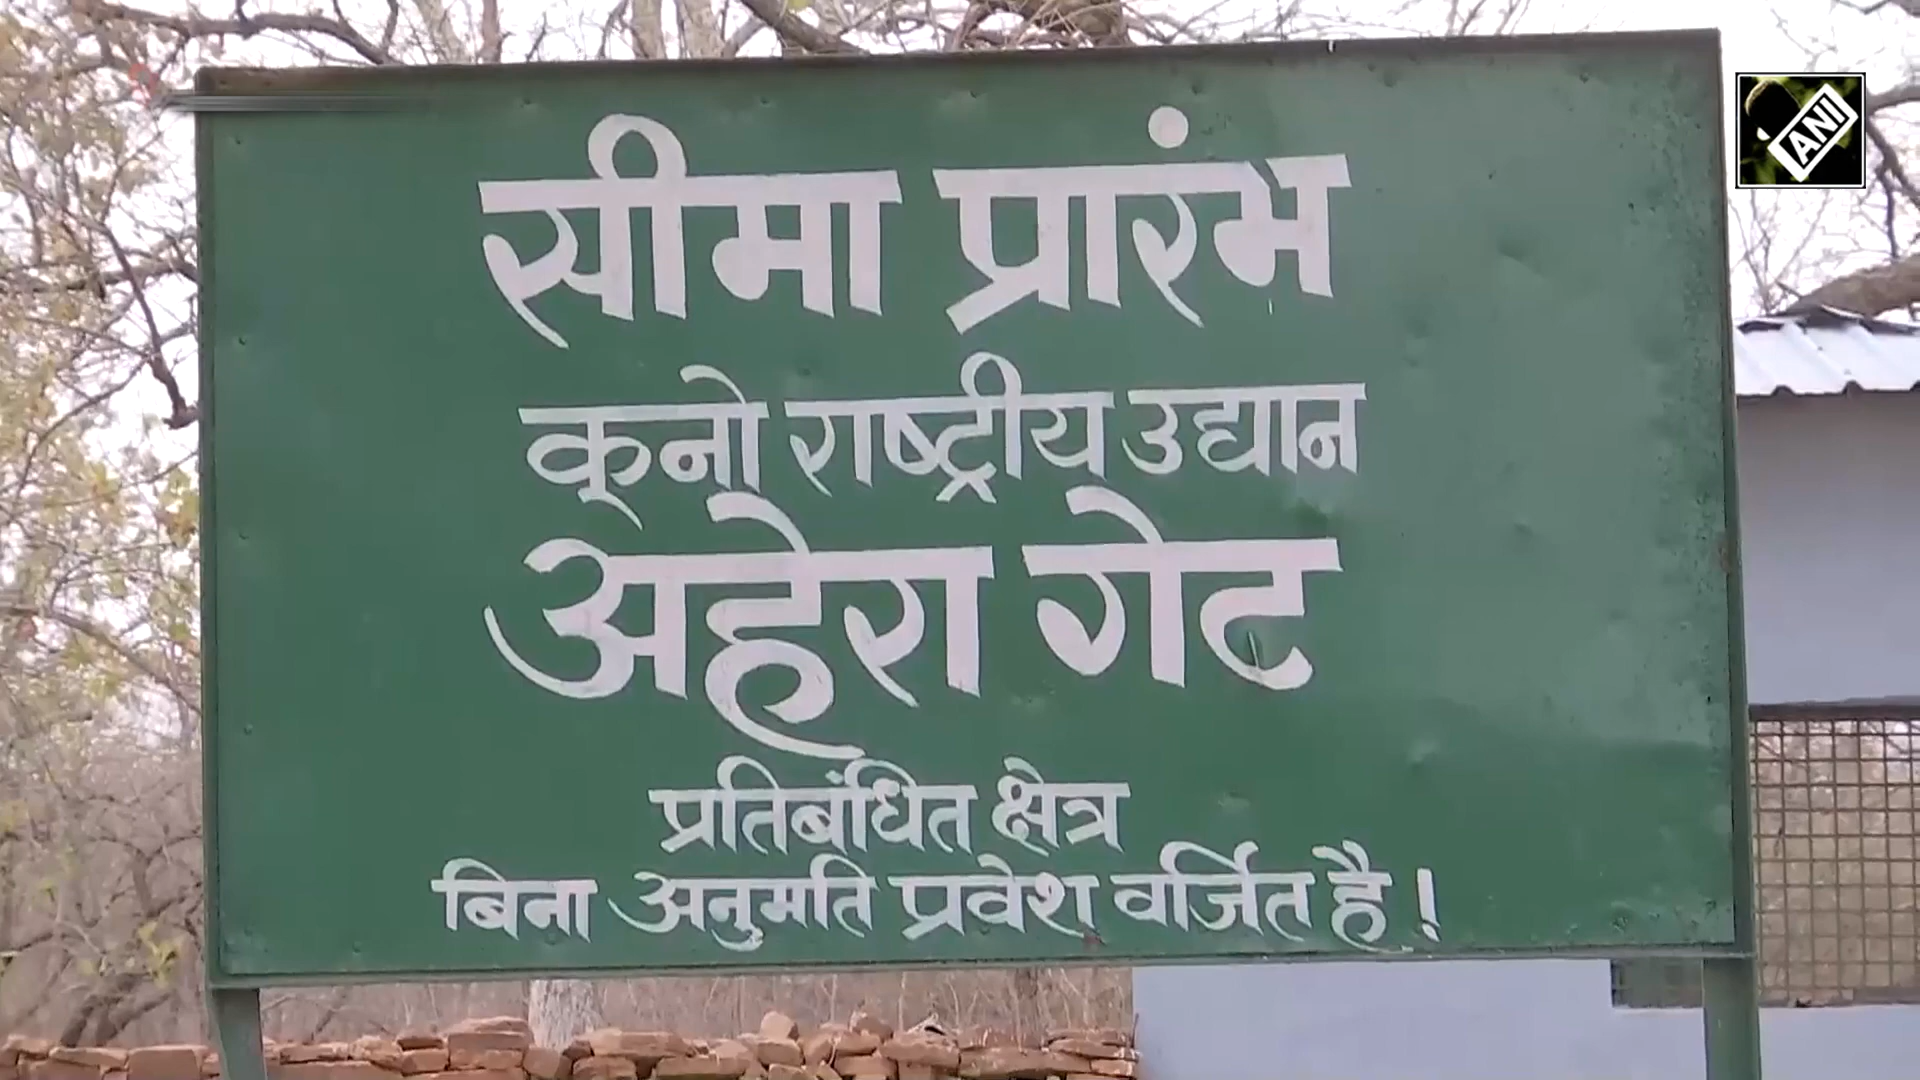 सीमा प्रारंभ
कूनो राष्ट्रीय उद्यान
अहेरा गेट
प्रतिबंधित क्षेत्र
बिना अनुमति प्रवेश वर्जित है !
ANI